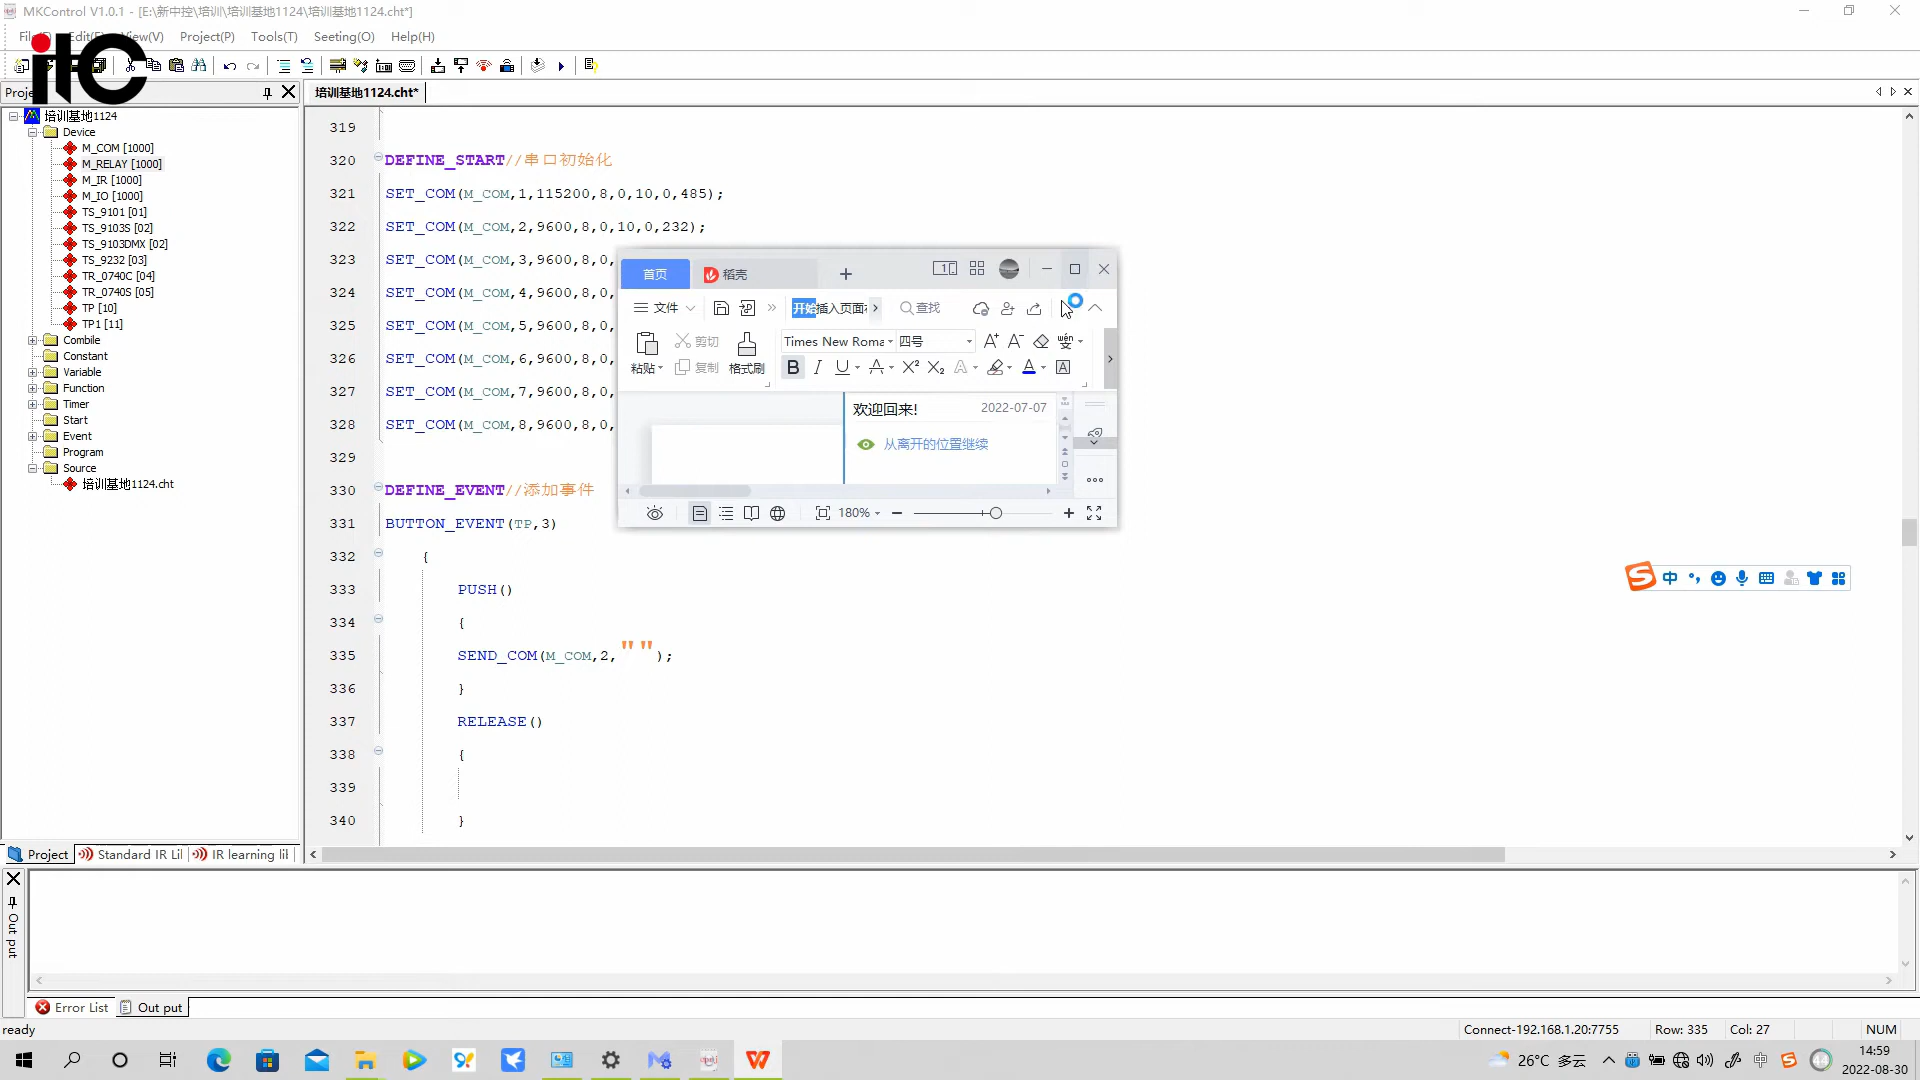 MKControl V1.0.1 - [E:\新中控\培训\培训基地1124\培训基地1124.cht*]
View(V) Project(P) Tools(T) Seeting(O) Help(H)
itc
培训基地1124.cht*
培训基地1124
Device
M_COM [1000]
M_RELAY [1000]
M_IR [1000]
M_IO [1000]
TS_9101 [01]
TS_9103S [02]
TS_9103DMX [02]
TS_9232 [03]
TR_0740C [04]
TR_0740S [05]
TP [10]
TP1 [11]
Combile
Constant
Variable
Function
Timer
Start
Event
Program
Source
培训基地1124.cht
Project Standard IR Lil IR learning lil
319
320 DEFINE_START//串口初始化
321 SET_COM(M_COM,1,115200,8,0,10,0,485);
322 SET_COM(M_COM,2,9600,8,0,10,0,232);
323 SET_COM(M_COM,3,9600,8,0,
324 SET_COM(M_COM,4,9600,8,0,
325 SET_COM(M_COM,5,9600,8,0,
326 SET_COM(M_COM,6,9600,8,0,
327 SET_COM(M_COM,7,9600,8,0,
328 SET_COM(M_COM,8,9600,8,0,
329
330 DEFINE_EVENT//添加事件
331 BUTTON_EVENT(TP,3)
332 {
333 PUSH()
334 {
335 SEND_COM(M_COM,2,"");
336 }
337 RELEASE()
338 {
339
340 }
首页 稻壳
文件 开始 插入 页面 查找
粘贴 剪切 复制 格式刷
Times New Roma 四号
欢迎回来! 2022-07-07
从离开的位置继续
180%
中
Out put
Error List Out put
ready Connect-192.168.1.20:7755 Row: 335 Col: 27 NUM
26°C 多云 中 14:59
2022-08-30